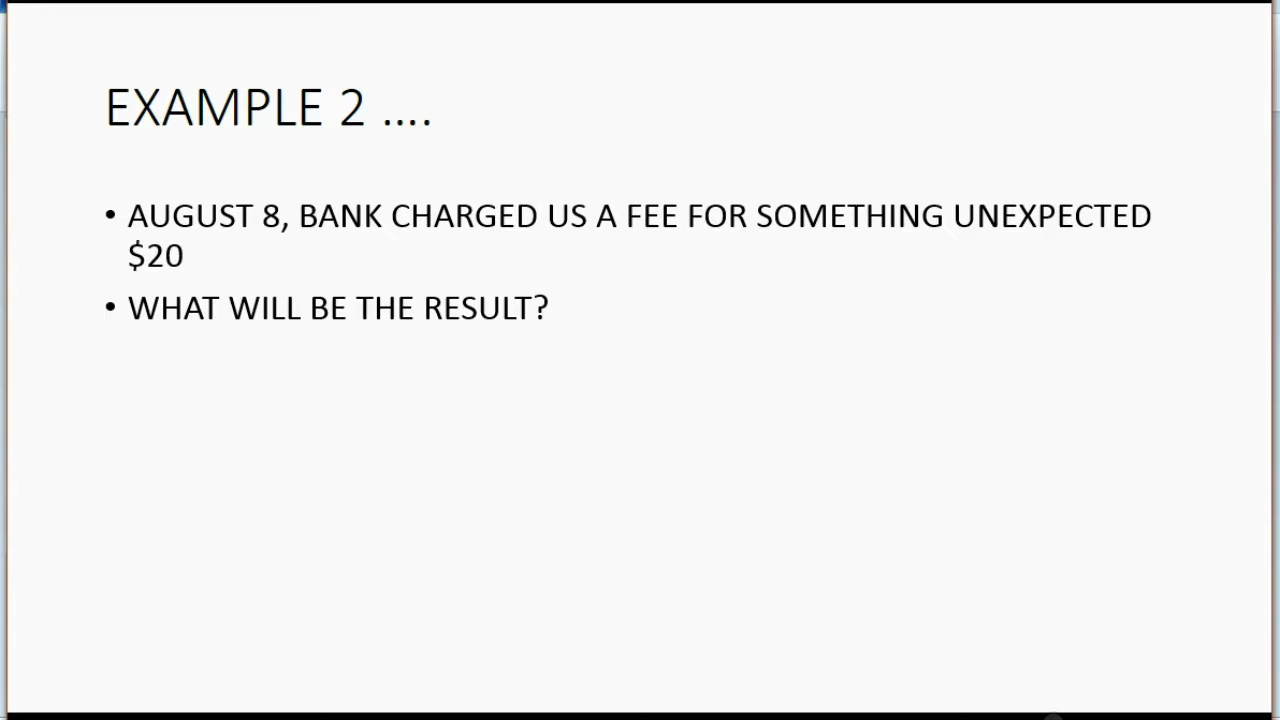 EXAMPLE 2 ....
• AUGUST 8, BANK CHARGED US A FEE FOR SOMETHING UNEXPECTED
$20
• WHAT WILL BE THE RESULT?